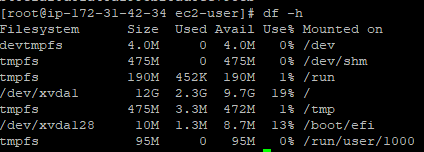 [root@ip-172-31-42-34 ec2-user]# df -h
Filesystem Size Used Avail Use% Mounted on
devtmpfs 4.0M 0 4.0M 0% /dev
tmpfs 475M 0 475M 0% /dev/shm
tmpfs 190M 452K 190M 1% /run
/dev/xvda1 12G 2.3G 9.7G 19% /
tmpfs 475M 3.3M 472M 1% /tmp
/dev/xvda128 10M 1.3M 8.7M 13% /boot/efi
tmpfs 95M 0 95M 0% /run/user/1000